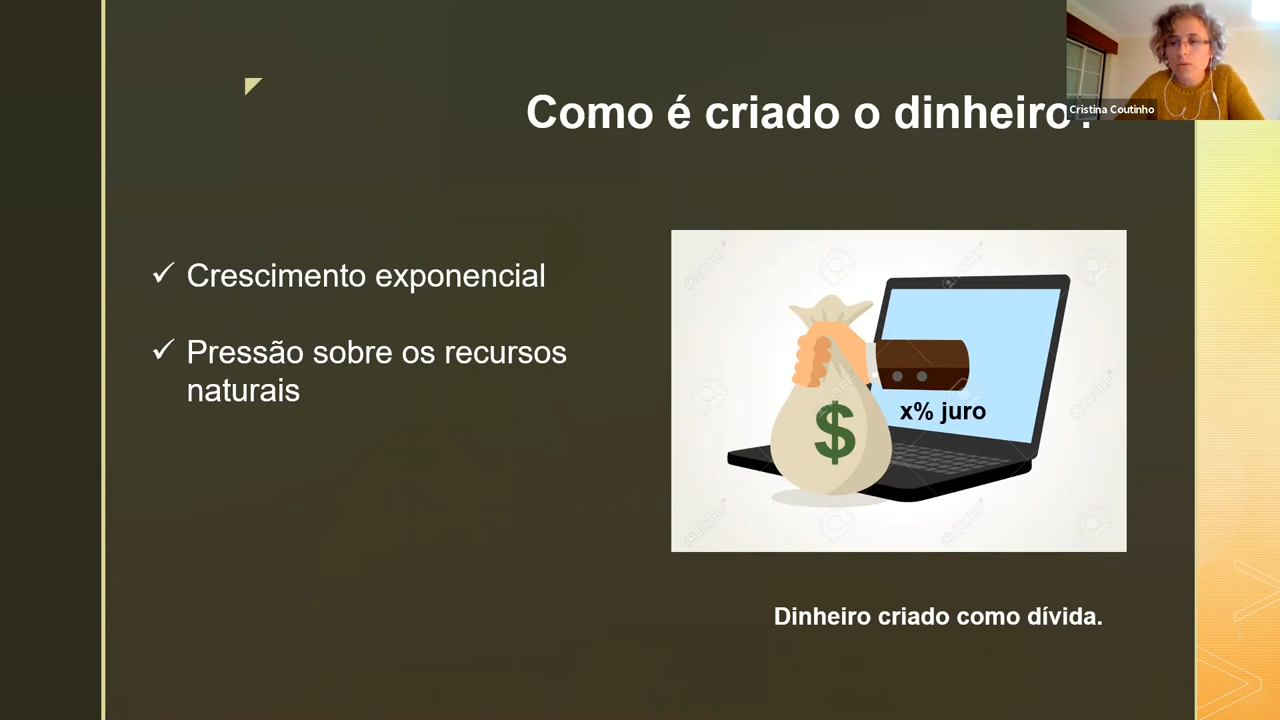 Como é criado o dinheiro?
Cristina Coutinho
✓ Crescimento exponencial
✓ Pressão sobre os recursos
naturais
$
x% juro
Dinheiro criado como dívida.